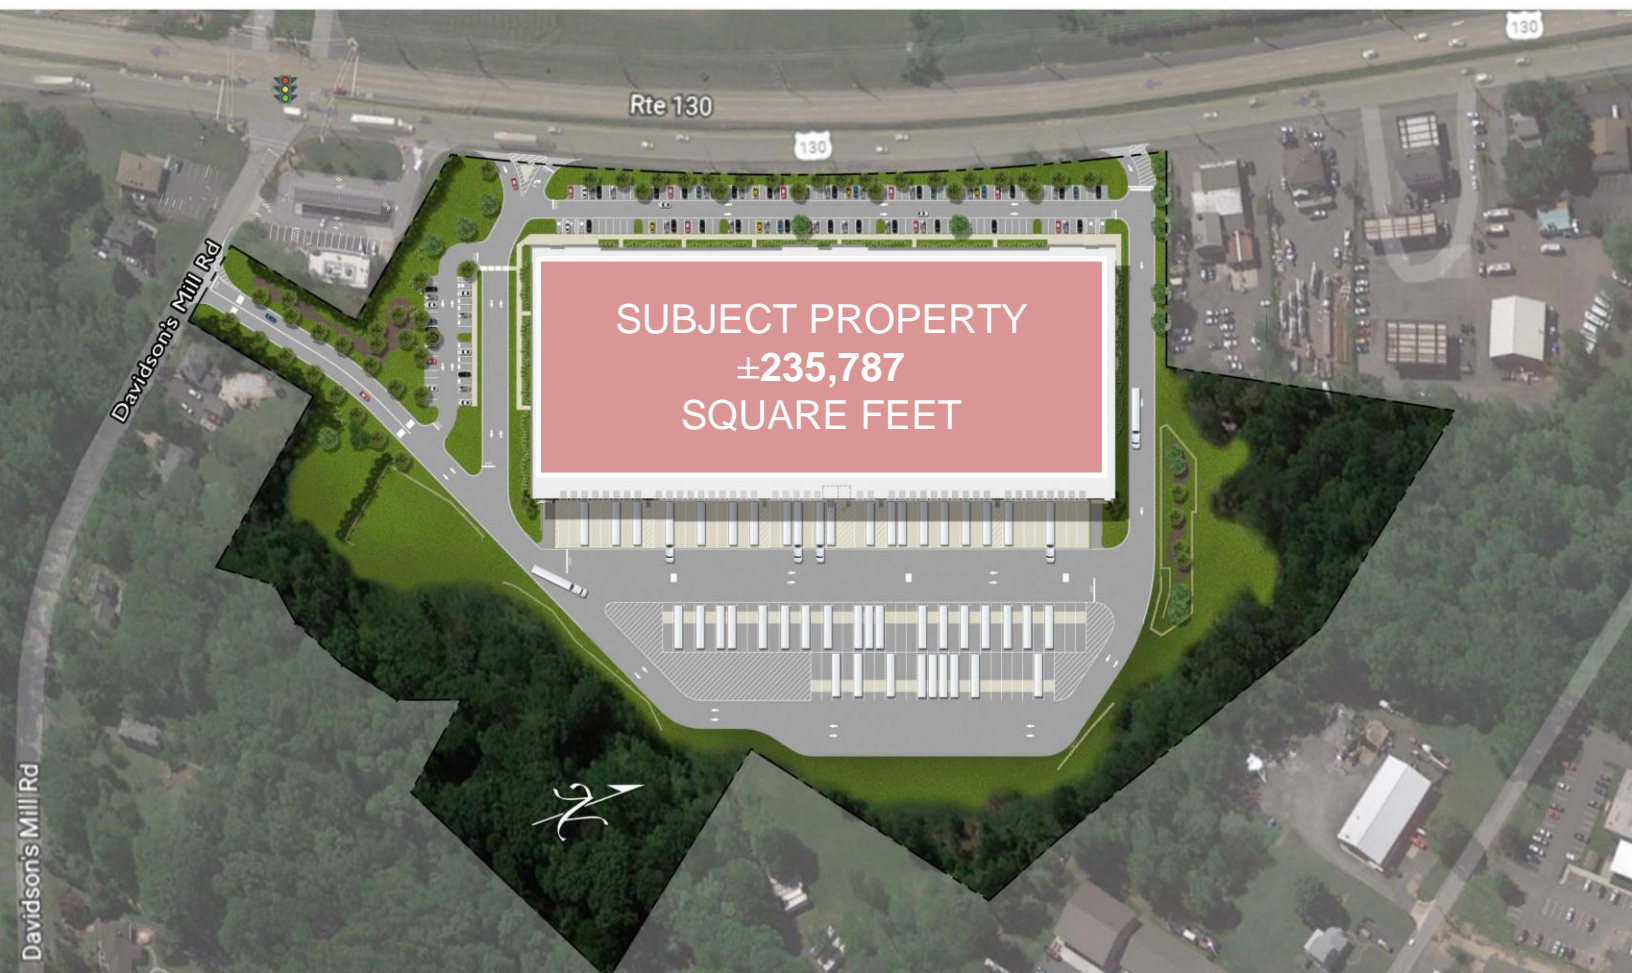 130
Rte 130
130
Davidson's Mill Rd
SUBJECT PROPERTY
±235,787
SQUARE FEET
Davidson's Mill Rd